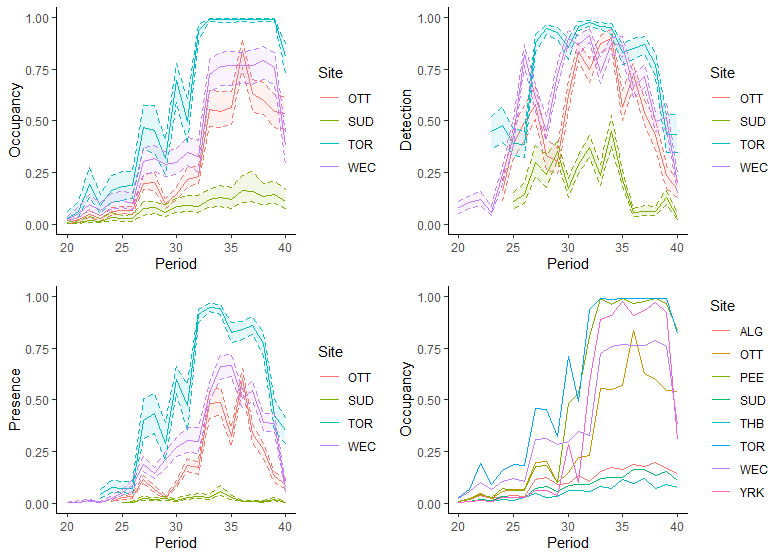 1.00
0.75
0.50
0.25
0.00
Occupancy
20 25 30 35 40
Period
Site
OTT
SUD
TOR
WEC
1.00
0.75
0.50
0.25
0.00
Detection
20 25 30 35 40
Period
Site
OTT
SUD
TOR
WEC
1.00
0.75
0.50
0.25
0.00
Presence
20 25 30 35 40
Period
Site
OTT
SUD
TOR
WEC
1.00
0.75
0.50
0.25
0.00
Occupancy
20 25 30 35 40
Period
Site
ALG
OTT
PEE
SUD
THB
TOR
WEC
YRK